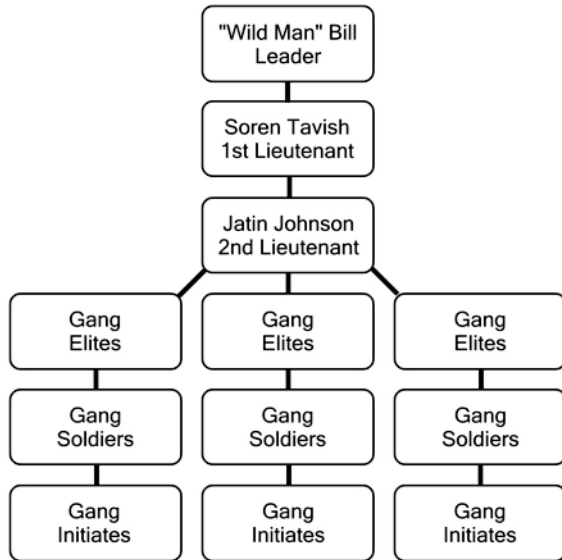 "Wild Man" Bill
Leader
Soren Tavish
1st Lieutenant
Jatin Johnson
2nd Lieutenant
Gang
Elites
Gang
Elites
Gang
Elites
Gang
Soldiers
Gang
Soldiers
Gang
Soldiers
Gang
Initiates
Gang
Initiates
Gang
Initiates